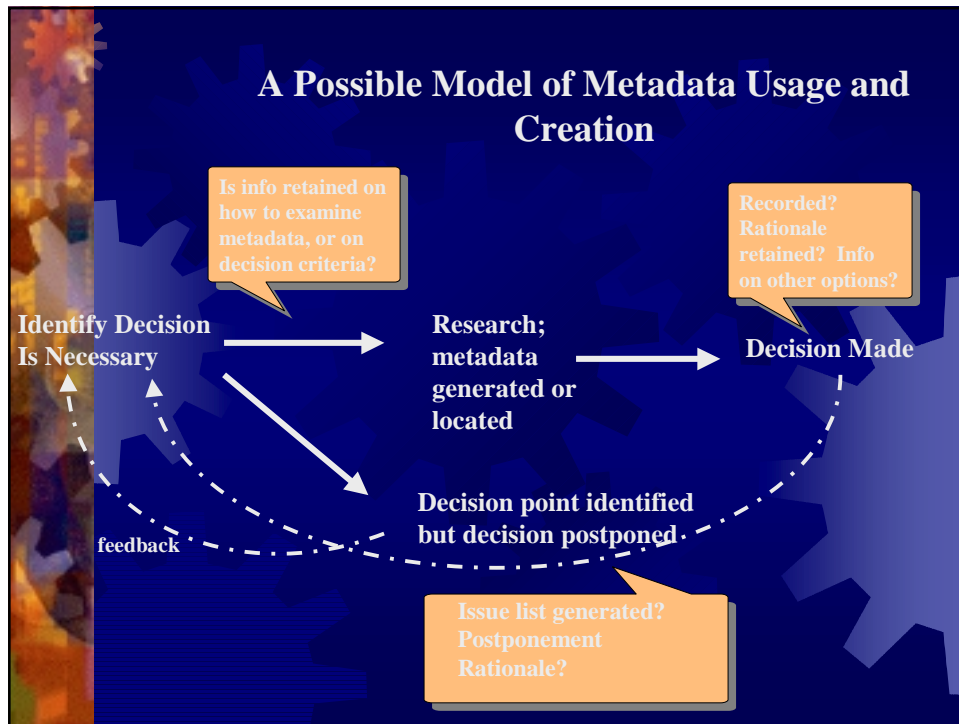 A Possible Model of Metadata Usage and
Creation
Is info retained on
how to examine
metadata, or on
decision criteria?
Recorded?
Rationale
retained?  Info
on other options?
Identify Decision
Is Necessary
Research;
metadata
generated or
located
Decision Made
Decision point identified
but decision postponed
feedback
Issue list generated?
Postponement
Rationale?